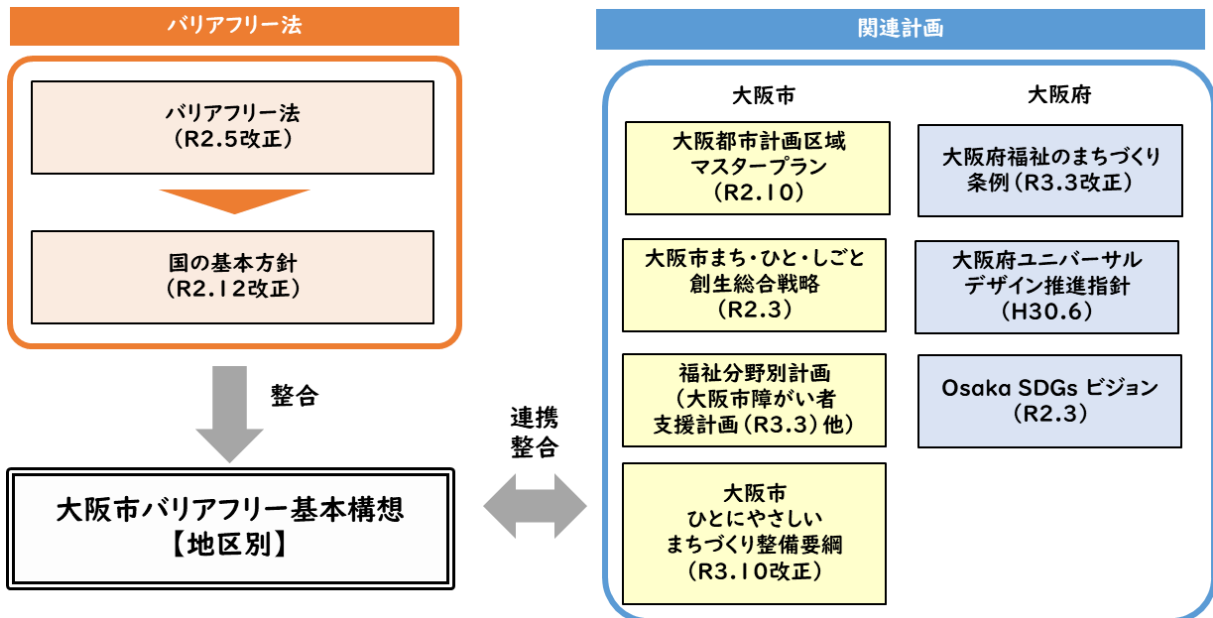 バリアフリー法
バリアフリー法
(R2.5改正)
国の基本方針
(R2.12改正)
整合
大阪市バリアフリー基本構想
【地区別】
連携
整合
関連計画
大阪市
大阪都市計画区域
マスタープラン
(R2.10)
大阪市まち・ひと・しごと
創生総合戦略
(R2.3)
福祉分野別計画
(大阪市障がい者
支援計画(R3.3)他)
大阪市
ひとにやさしい
まちづくり整備要綱
(R3.10改正)
大阪府
大阪府福祉のまちづくり
条例(R3.3改正)
大阪府ユニバーサル
デザイン推進指針
(H30.6)
Osaka SDGs ビジョン
(R2.3)